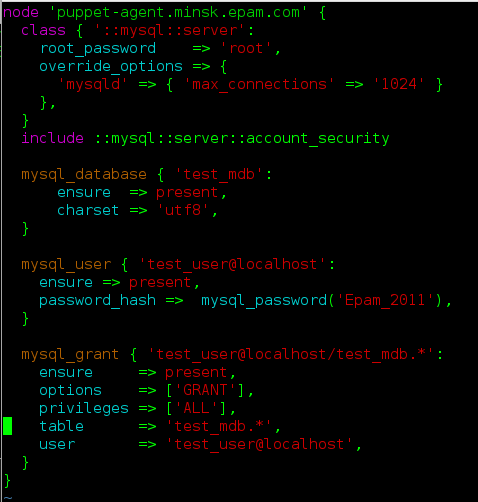 node 'puppet-agent.minsk.epam.com' {
  class { '::mysql::server':
    root_password    => 'root',
    override_options => {
      'mysqld' => { 'max_connections' => '1024' }
    },
  }
  include ::mysql::server::account_security

  mysql_database { 'test_mdb':
      ensure  => present,
      charset => 'utf8',
  }

  mysql_user { 'test_user@localhost':
    ensure => present,
    password_hash =>  mysql_password('Epam_2011'),
  }

  mysql_grant { 'test_user@localhost/test_mdb.*':
    ensure     => present,
    options    => ['GRANT'],
    privileges => ['ALL'],
    table      => 'test_mdb.*',
    user       => 'test_user@localhost',
  }
}
~